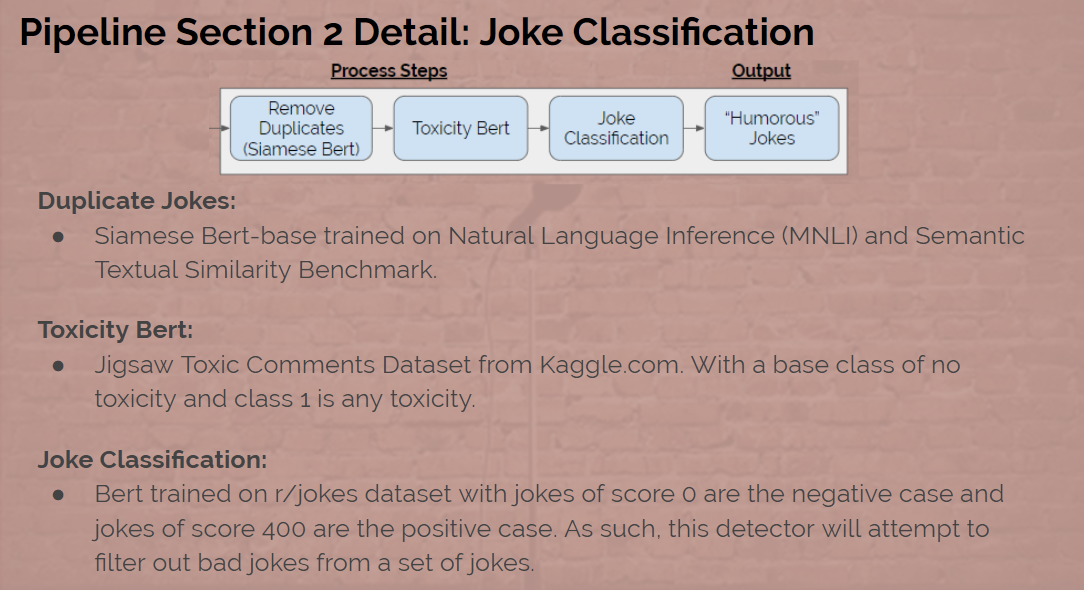 Pipeline Section 2 Detail: Joke Classification
Process Steps
Output
Remove
Duplicates
(Siamese Bert)
Toxicity Bert
Joke
Classification
“Humorous”
Jokes
Duplicate Jokes:
● Siamese Bert-base trained on Natural Language Inference (MNLI) and Semantic
Textual Similarity Benchmark.
Toxicity Bert:
● Jigsaw Toxic Comments Dataset from Kaggle.com. With a base class of no
toxicity and class 1 is any toxicity.
Joke Classification:
● Bert trained on r/jokes dataset with jokes of score 0 are the negative case and
jokes of score 400 are the positive case. As such, this detector will attempt to
filter out bad jokes from a set of jokes.